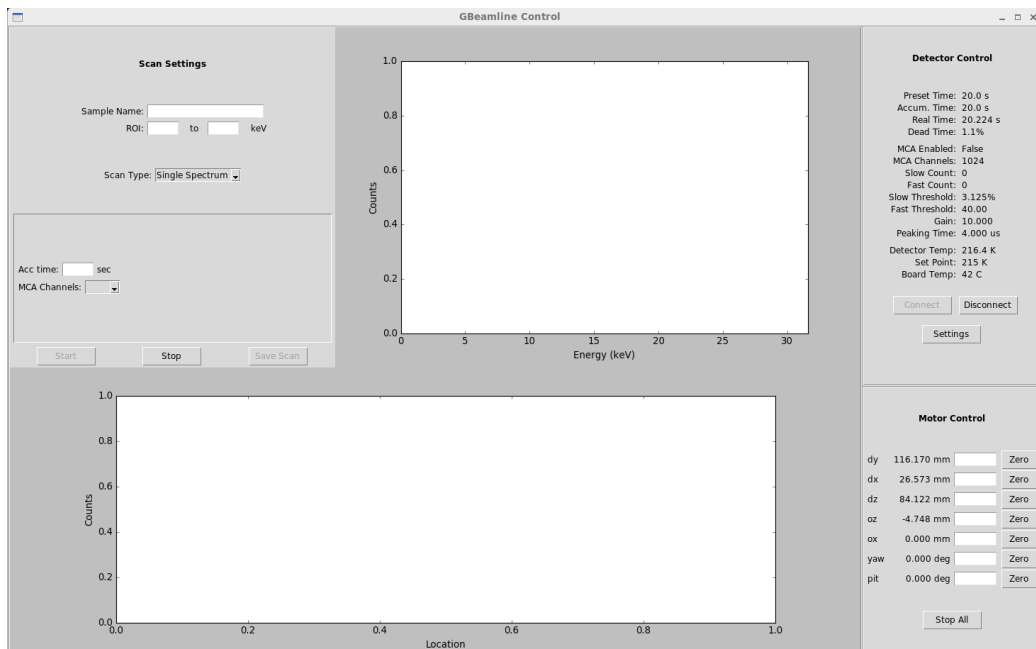 GBeamline Control
Scan Settings
Sample Name:
ROI: to keV
Scan Type: Single Spectrum
Acc time: sec
MCA Channels:
Start Stop Save Scan
1.0
0.8
0.6
0.4
0.2
0.0
Counts
0 5 10 15 20 25 30
Energy (keV)
1.0
0.8
0.6
0.4
0.2
0.0
Counts
0.0 0.2 0.4 0.6 0.8 1.0
Location
Detector Control
Preset Time: 20.0 s
Accum. Time: 20.0 s
Real Time: 20.224 s
Dead Time: 1.1%
MCA Enabled: False
MCA Channels: 1024
Slow Count: 0
Fast Count: 0
Slow Threshold: 3.125%
Fast Threshold: 40.00
Gain: 10.000
Peaking Time: 4.000 us
Detector Temp: 216.4 K
Set Point: 215 K
Board Temp: 42 C
Connect Disconnect
Settings
Motor Control
dy 116.170 mm Zero
dx 26.573 mm Zero
dz 84.122 mm Zero
oz -4.748 mm Zero
ox 0.000 mm Zero
yaw 0.000 deg Zero
pit 0.000 deg Zero
Stop All